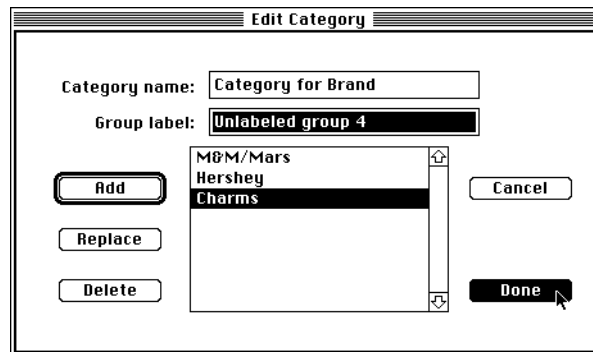 Edit Category
Category name: Category for Brand
Group label: Unlabeled group 4
M&M/Mars
Hershey
Charms
Add
Cancel
Replace
Delete
Done